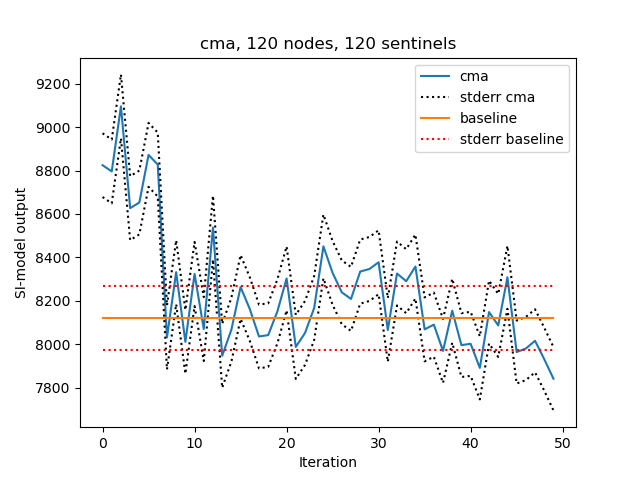 cma, 120 nodes, 120 sentinels
cma
stderr cma
baseline
stderr baseline
SI-model output
9200
9000
8800
8600
8400
8200
8000
7800
0 10 20 30 40 50
Iteration